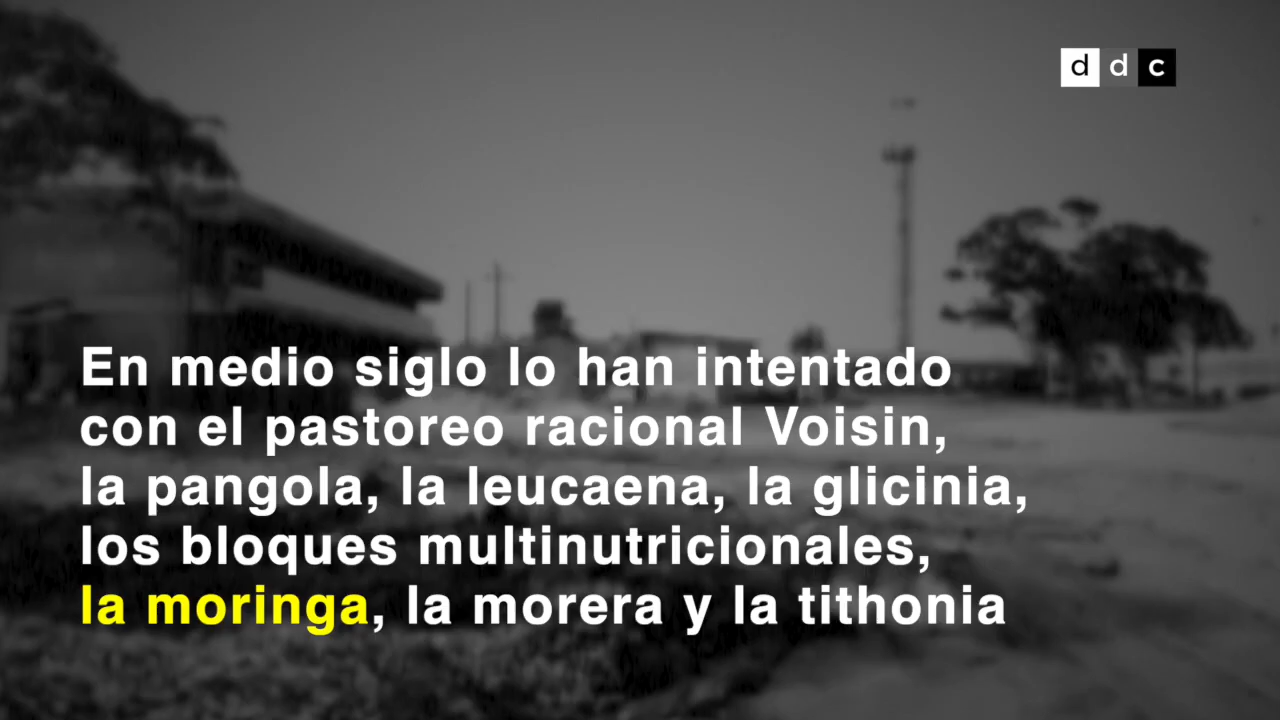 d d c
En medio siglo lo han intentado
con el pastoreo racional Voisin,
la pangola, la leucaena, la glicinia,
los bloques multinutricionales,
la moringa, la morera y la tithonia